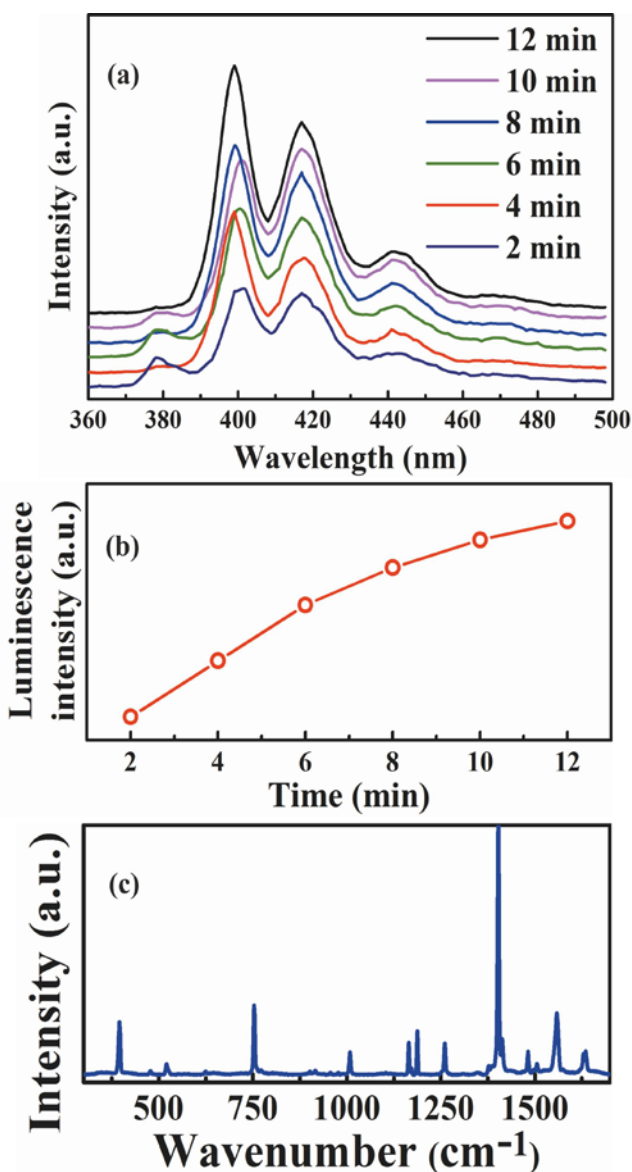 (a)
12 min
10 min
8 min
6 min
4 min
2 min
Intensity (a.u.)
360 380 400 420 440 460 480 500
Wavelength (nm)
(b)
Luminescence
intensity (a.u.)
2 4 6 8 10 12
Time (min)
(c)
Intensity (a.u.)
500 750 1000 1250 1500
Wavenumber (cm⁻¹)